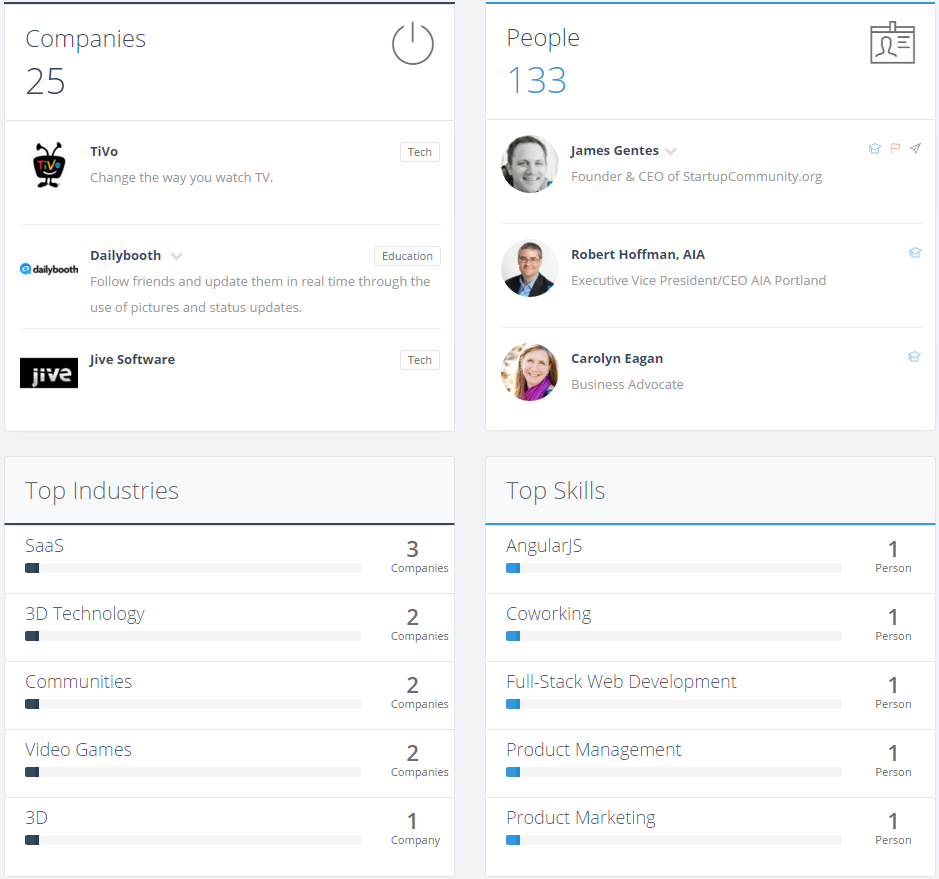 Companies
25
TiVo
TiVo
Tech
Change the way you watch TV.
dailybooth
Dailybooth
Education
Follow friends and update them in real time through the
use of pictures and status updates.
jive
Jive Software
Tech
People
133
James Gentes
Founder & CEO of StartupCommunity.org
Robert Hoffman, AIA
Executive Vice President/CEO AIA Portland
Carolyn Eagan
Business Advocate
Top Industries
SaaS
3
Companies
3D Technology
2
Companies
Communities
2
Companies
Video Games
2
Companies
3D
1
Company
Top Skills
AngularJS
1
Person
Coworking
1
Person
Full-Stack Web Development
1
Person
Product Management
1
Person
Product Marketing
1
Person